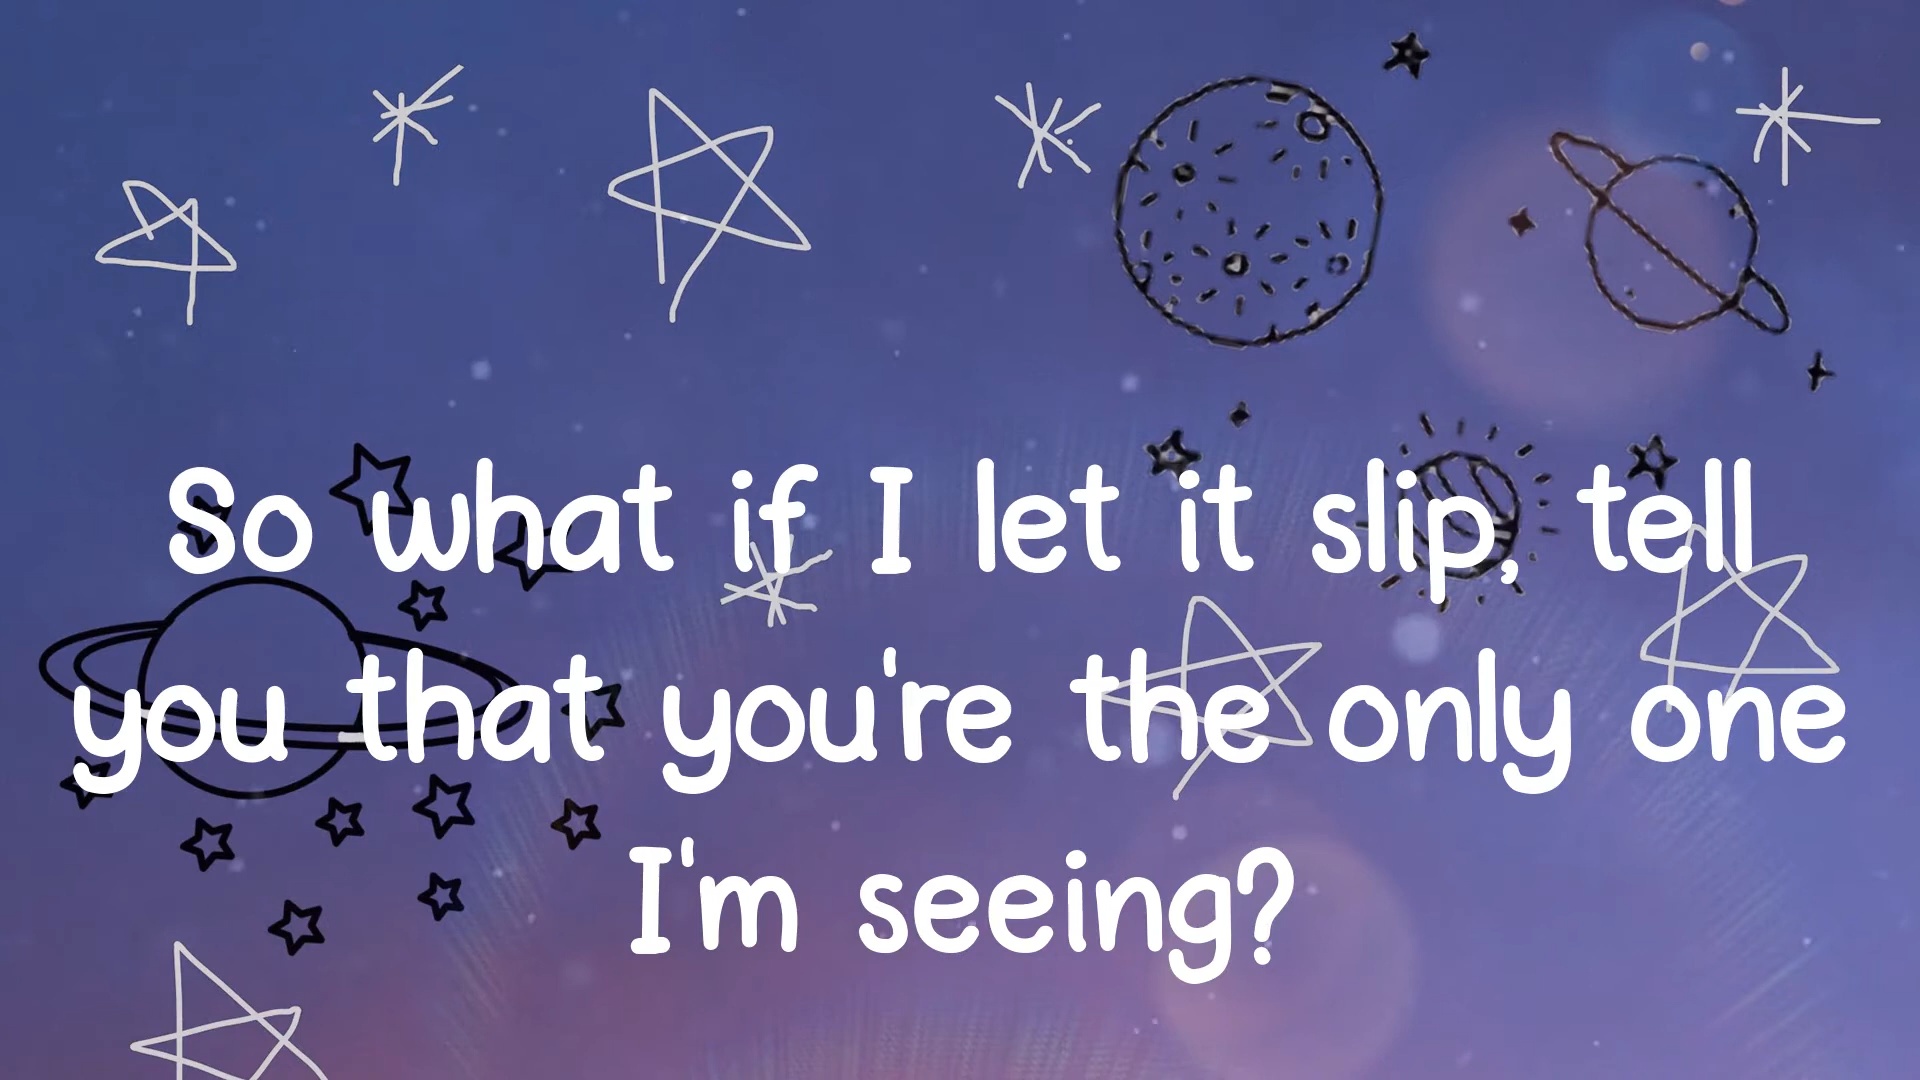 So what if I let it slip, tell
you that you're the only one
I'm seeing?